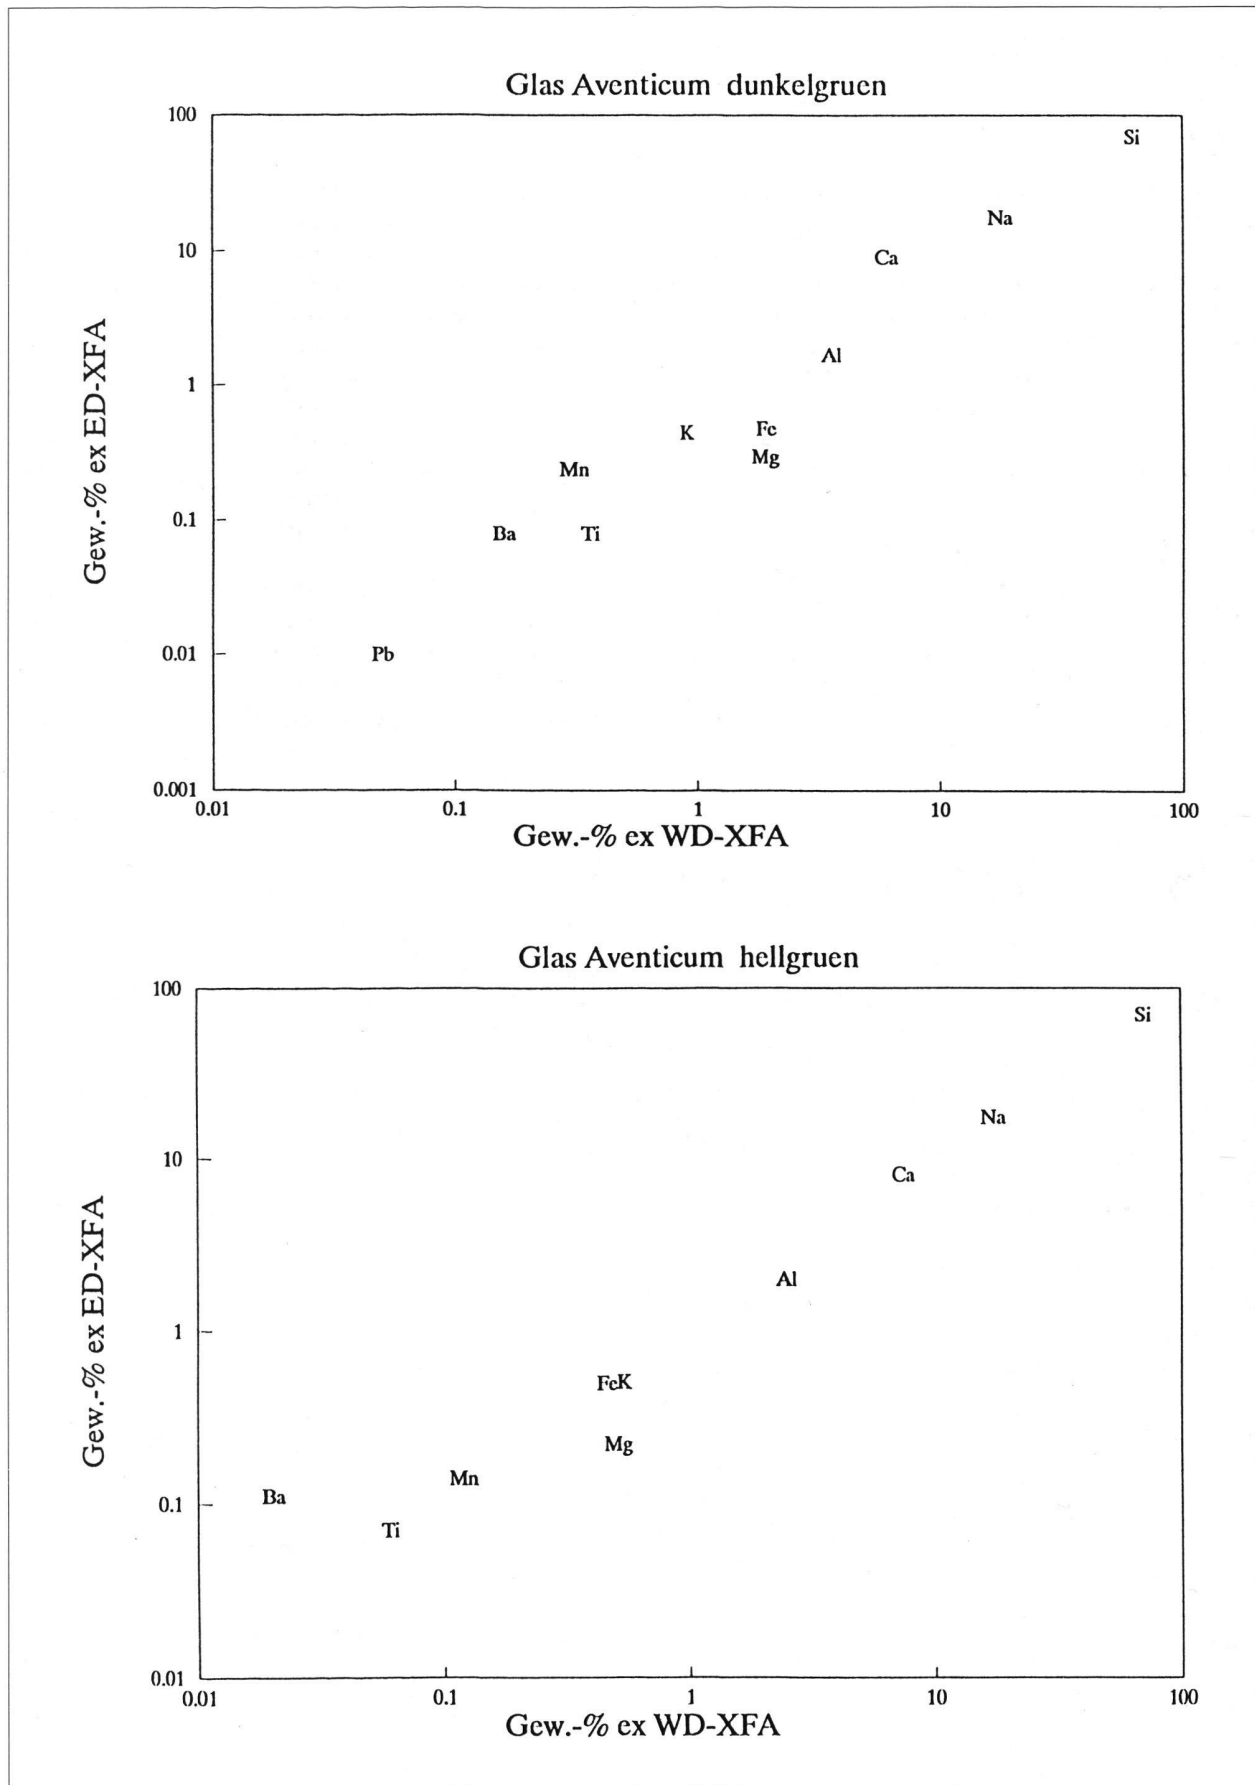 Glas Aventicum dunkelgruen
100
Si
Na
10
Ca
Al
1
K
Fe
Mg
Mn
0.1
Ba
Ti
0.01
Pb
0.001
0.01
0.1
1
10
100
Gew.-% ex ED-XFA
Gew.-% ex WD-XFA
Glas Aventicum hellgruen
100
Si
Na
10
Ca
Al
1
FeK
Mg
Mn
Ba
0.1
Ti
0.01
0.01
0.1
1
10
100
Gew.-% ex ED-XFA
Gew.-% ex WD-XFA